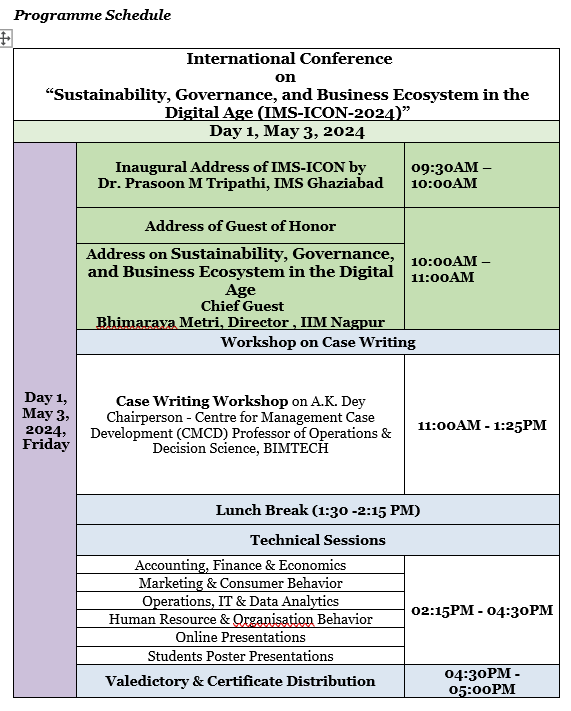 Programme Schedule
International Conference
on
“Sustainability, Governance, and Business Ecosystem in the
Digital Age (IMS-ICON-2024)”
Day 1, May 3, 2024
Day 1,
May 3,
2024,
Friday
Inaugural Address of IMS-ICON by
Dr. Prasoon M Tripathi, IMS Ghaziabad
09:30AM –
10:00AM
Address of Guest of Honor
Address on Sustainability, Governance,
and Business Ecosystem in the Digital
Age
Chief Guest
Bhimaraya Metri, Director , IIM Nagpur
10:00AM –
11:00AM
Workshop on Case Writing
Case Writing Workshop on A.K. Dey
Chairperson - Centre for Management Case
Development (CMCD) Professor of Operations &
Decision Science, BIMTECH
11:00AM - 1:25PM
Lunch Break (1:30 -2:15 PM)
Technical Sessions
Accounting, Finance & Economics
Marketing & Consumer Behavior
Operations, IT & Data Analytics
Human Resource & Organisation Behavior
Online Presentations
Students Poster Presentations
02:15PM - 04:30PM
Valedictory & Certificate Distribution
04:30PM -
05:00PM